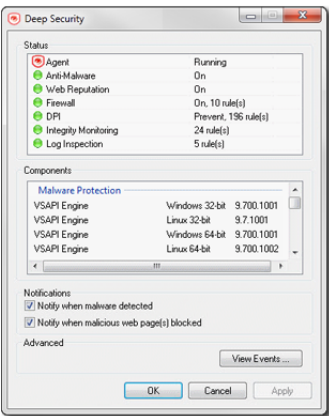 Deep Security
Status
Agent Running
Anti-Malware On
Web Reputation On
Firewall On, 10 rule(s)
DPI Prevent, 196 rule(s)
Integrity Monitoring 24 rule(s)
Log Inspection 5 rule(s)
Components
Malware Protection
VSAPI Engine Windows 32-bit 9.700.1001
VSAPI Engine Linux 32-bit 9.7.1001
VSAPI Engine Windows 64-bit 9.700.1001
VSAPI Engine Linux 64-bit 9.700.1002
Notifications
Notify when malware detected
Notify when malicious web page(s) blocked
Advanced
View Events ...
OK Cancel Apply